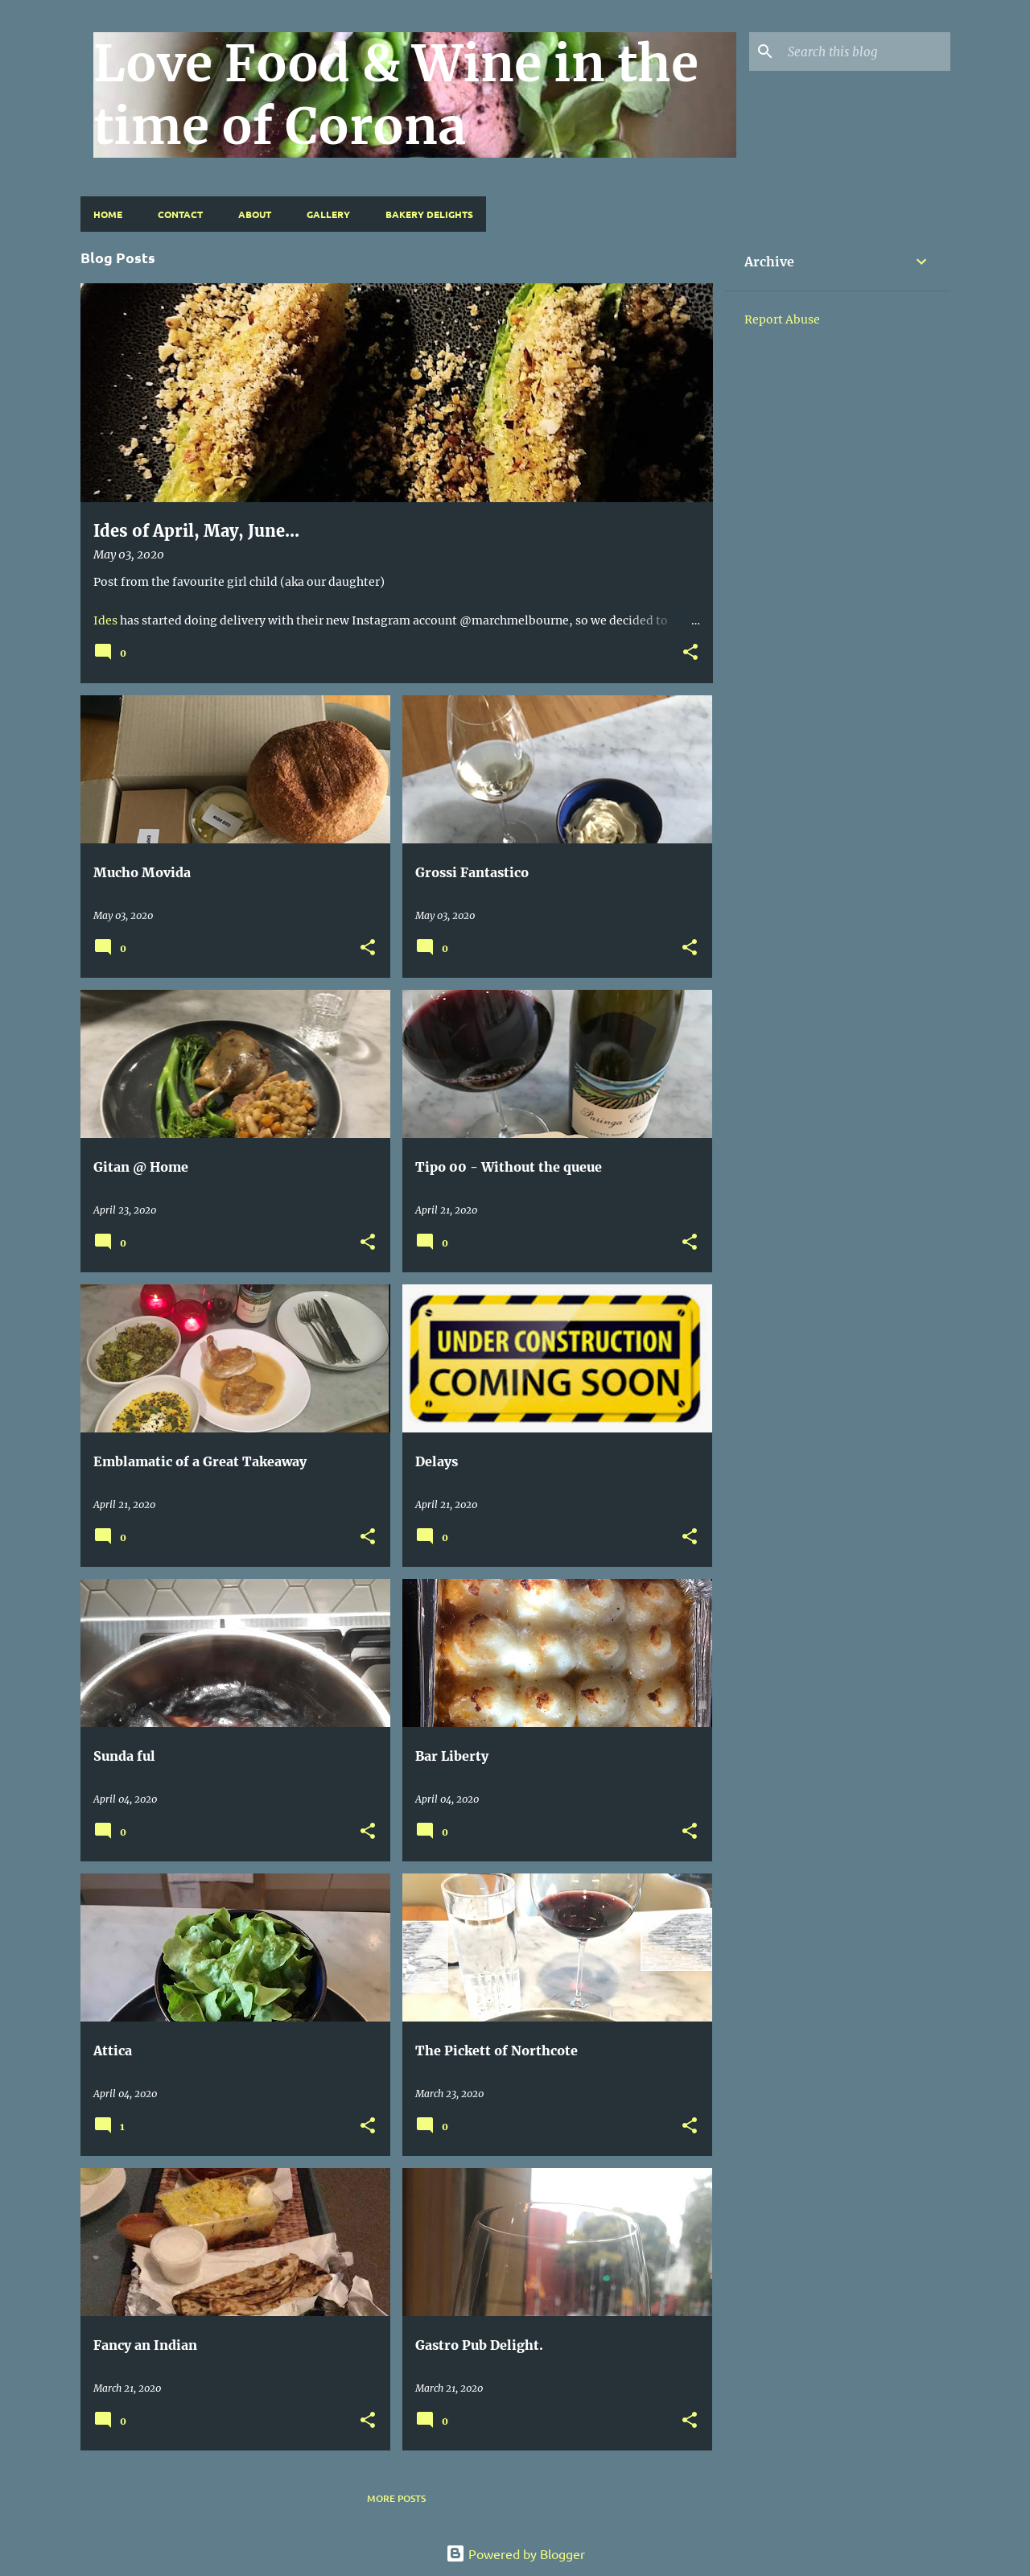 Love Food & Wine in the
time of Corona
Search this blog
HOME
CONTACT
ABOUT
GALLERY
BAKERY DELIGHTS
Blog Posts
Archive
Report Abuse
Ides of April, May, June...
May 03, 2020
Post from the favourite girl child (aka our daughter)
Ides has started doing delivery with their new Instagram account @marchmelbourne, so we decided to ...
0
Mucho Movida
May 03, 2020
0
Grossi Fantastico
May 03, 2020
0
Gitan @ Home
April 23, 2020
0
Paringa
Tipo 00 - Without the queue
April 21, 2020
0
Emblamatic of a Great Takeaway
April 21, 2020
0
UNDER CONSTRUCTION
COMING SOON
Delays
April 21, 2020
0
Sunda ful
April 04, 2020
0
Bar Liberty
April 04, 2020
0
Attica
April 04, 2020
1
The Pickett of Northcote
March 23, 2020
0
Fancy an Indian
March 21, 2020
0
Gastro Pub Delight.
March 21, 2020
0
MORE POSTS
Powered by Blogger